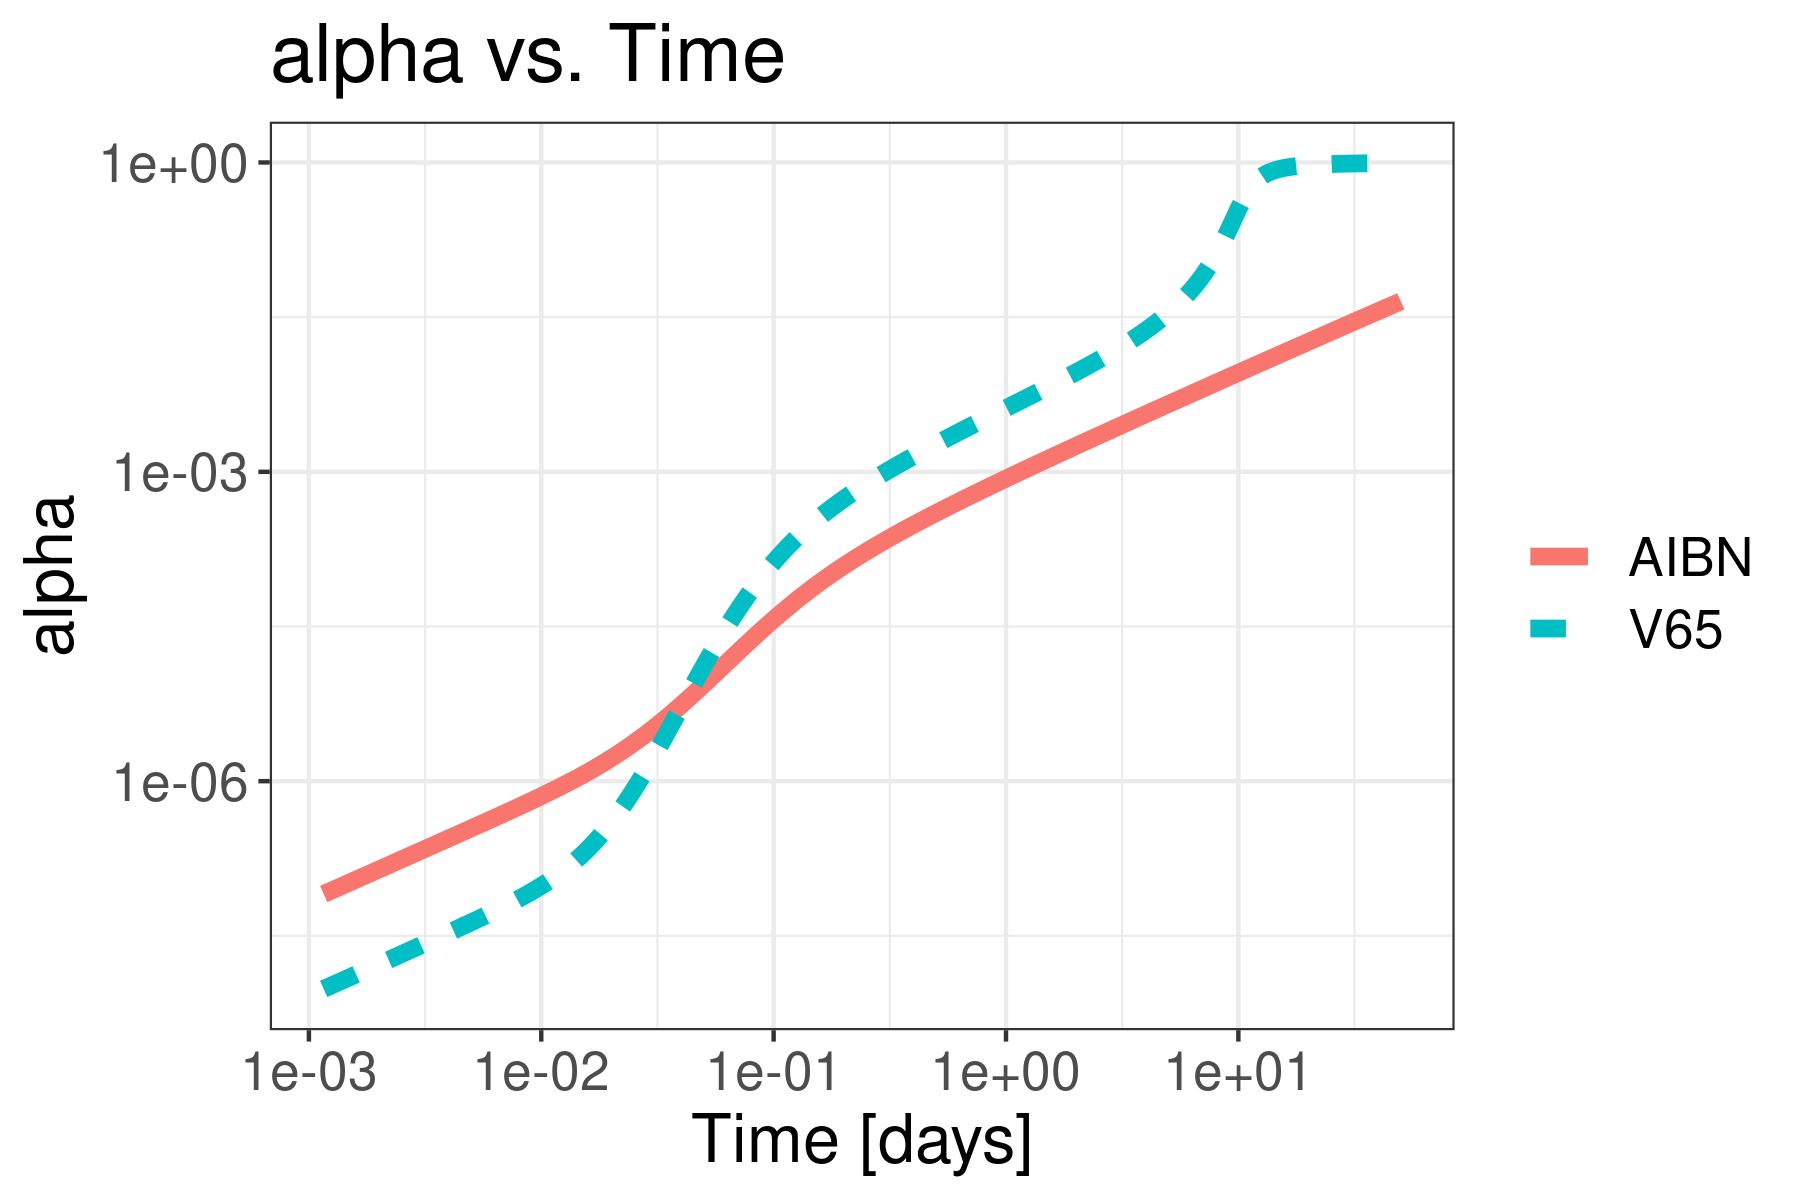 alpha vs. Time
1e+00
1e-03
1e-06
alpha
1e-03 1e-02 1e-01 1e+00 1e+01
Time [days]
AIBN
V65